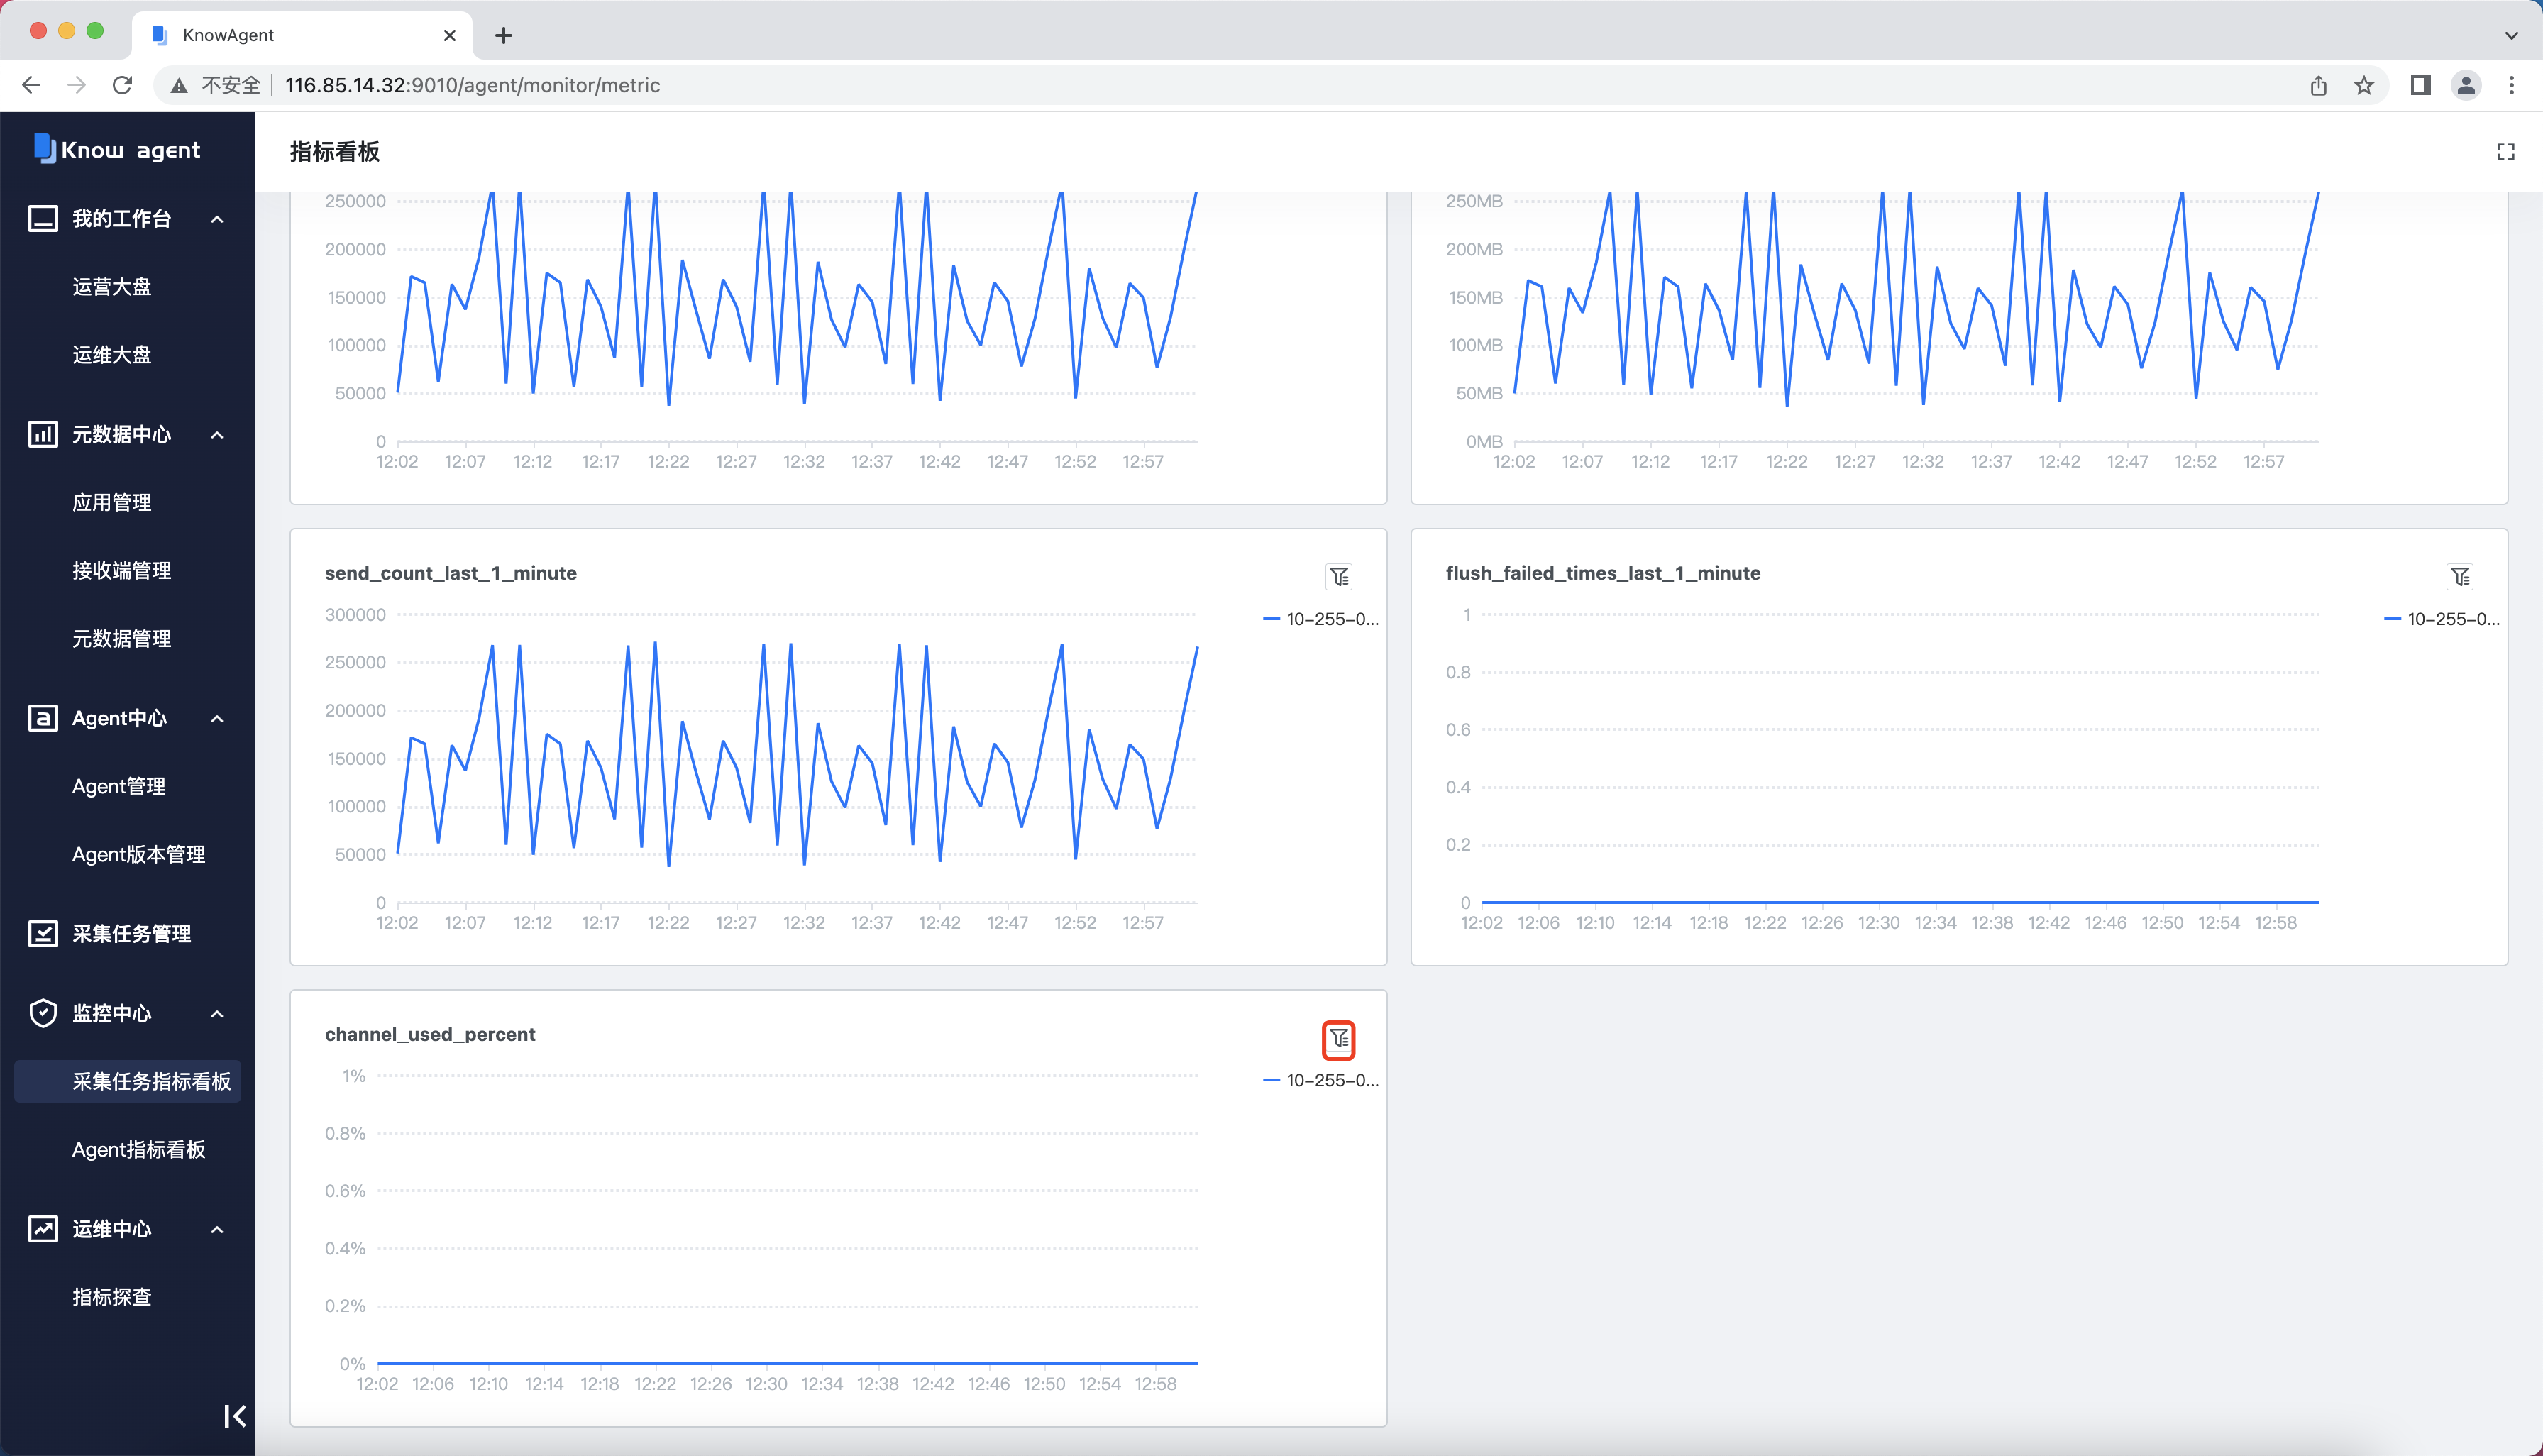 KnowAgent
不安全 116.85.14.32:9010/agent/monitor/metric
Know agent
我的工作台
运营大盘
运维大盘
元数据中心
应用管理
接收端管理
元数据管理
Agent中心
Agent管理
Agent版本管理
采集任务管理
监控中心
采集任务指标看板
Agent指标看板
运维中心
指标探查
指标看板
250000
200000
150000
100000
50000
0
12:02 12:07 12:12 12:17 12:22 12:27 12:32 12:37 12:42 12:47 12:52 12:57
250MB
200MB
150MB
100MB
50MB
0MB
12:02 12:07 12:12 12:17 12:22 12:27 12:32 12:37 12:42 12:47 12:52 12:57
send_count_last_1_minute
10-255-0...
300000
250000
200000
150000
100000
50000
0
12:02 12:07 12:12 12:17 12:22 12:27 12:32 12:37 12:42 12:47 12:52 12:57
flush_failed_times_last_1_minute
10-255-0...
1
0.8
0.6
0.4
0.2
0
12:02 12:06 12:10 12:14 12:18 12:22 12:26 12:30 12:34 12:38 12:42 12:46 12:50 12:54 12:58
channel_used_percent
10-255-0...
1%
0.8%
0.6%
0.4%
0.2%
0%
12:02 12:06 12:10 12:14 12:18 12:22 12:26 12:30 12:34 12:38 12:42 12:46 12:50 12:54 12:58